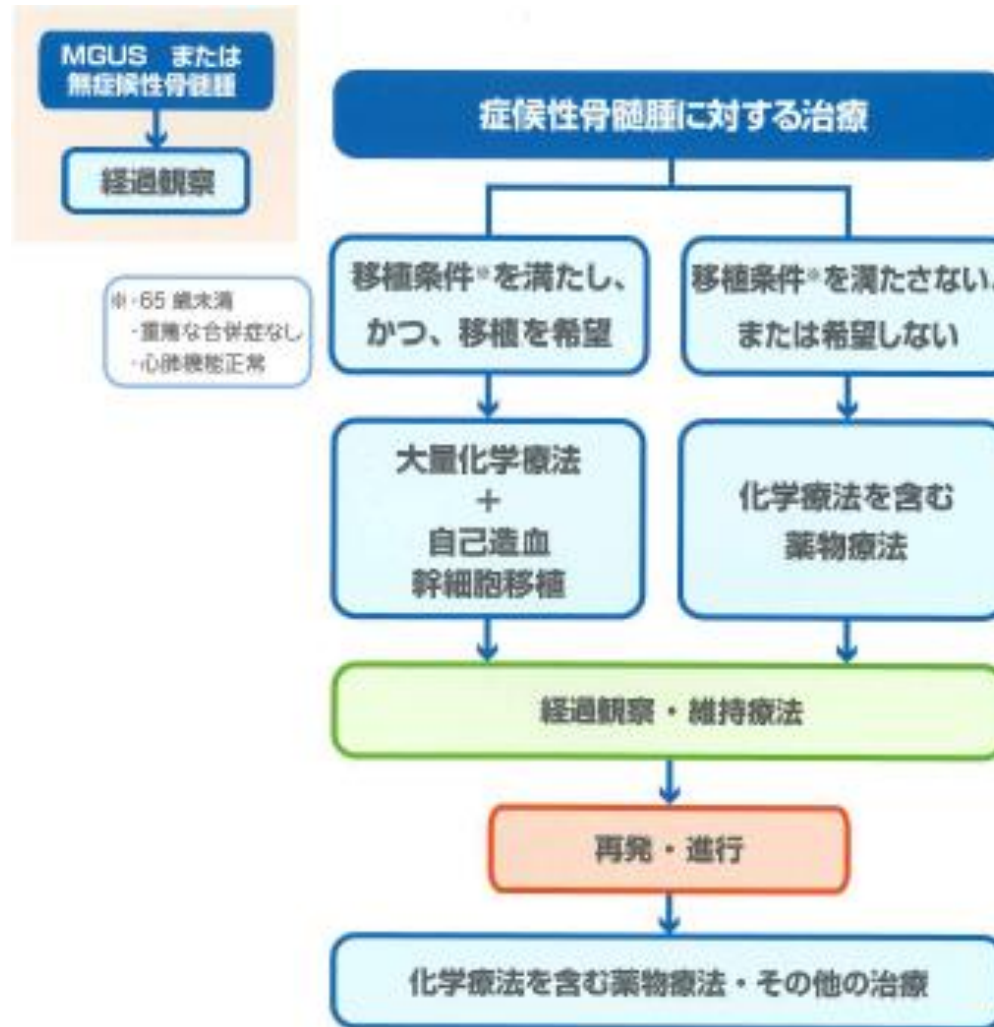 MGUS または
無症候性骨髄腫
経過観察
症候性骨髄腫に対する治療
※・65 歳未満
・重篤な合併症なし
・心肺機能正常
移植条件※を満たし、
かつ、移植を希望
移植条件※を満たさない、
または希望しない
大量化学療法
+
自己造血
幹細胞移植
化学療法を含む
薬物療法
経過観察・維持療法
再発・進行
化学療法を含む薬物療法・その他の治療